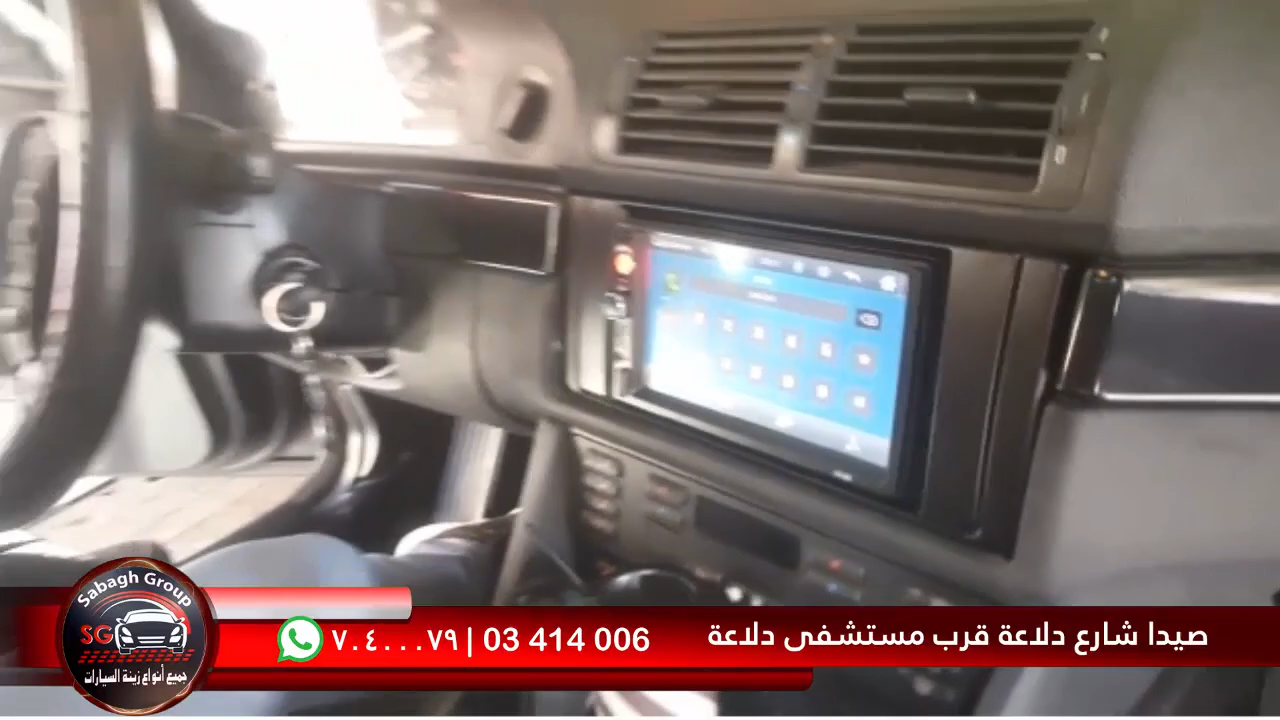 Sabagh Group
SG
جميع أنواع زينة السيارات
٧٠٤٠٠٠٧٩ | 03 414 006
صيدا شارع دلاعة قرب مستشفى دلاعة